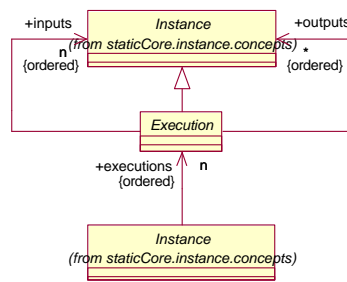 +inputs
Instance
+outputs
n
(from staticCore.instance.concepts)
*
{ordered}
{ordered}
Execution
+executions
n
{ordered}
Instance
(from staticCore.instance.concepts)